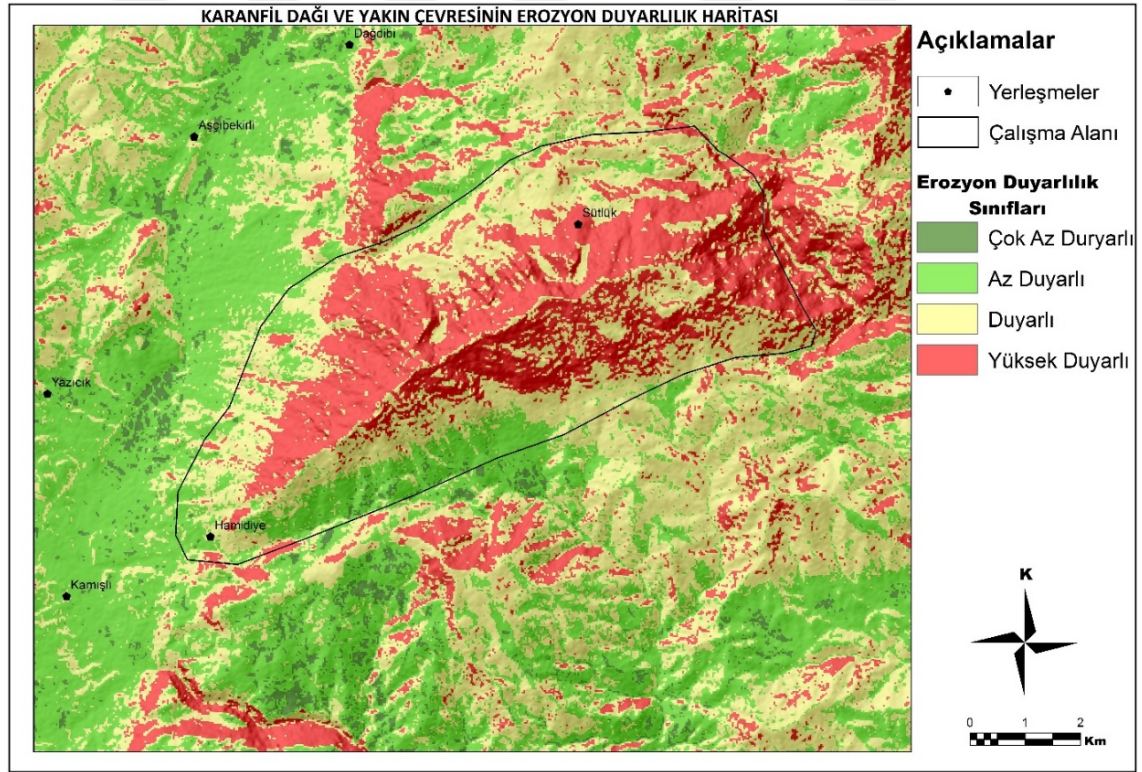 KARANFİL DAĞI VE YAKIN ÇEVRESİNİN EROZYON DUYARLILIK HARİTASI
Dağdibi
Aşçıbekirli
Sütlük
Yazıcık
Hamidiye
Kamışlı
Açıklamalar
Yerleşmeler
Çalışma Alanı
Erozyon Duyarlılık
Sınıfları
Çok Az Duryarlı
Az Duyarlı
Duyarlı
Yüksek Duyarlı
K
0 1 2
Km